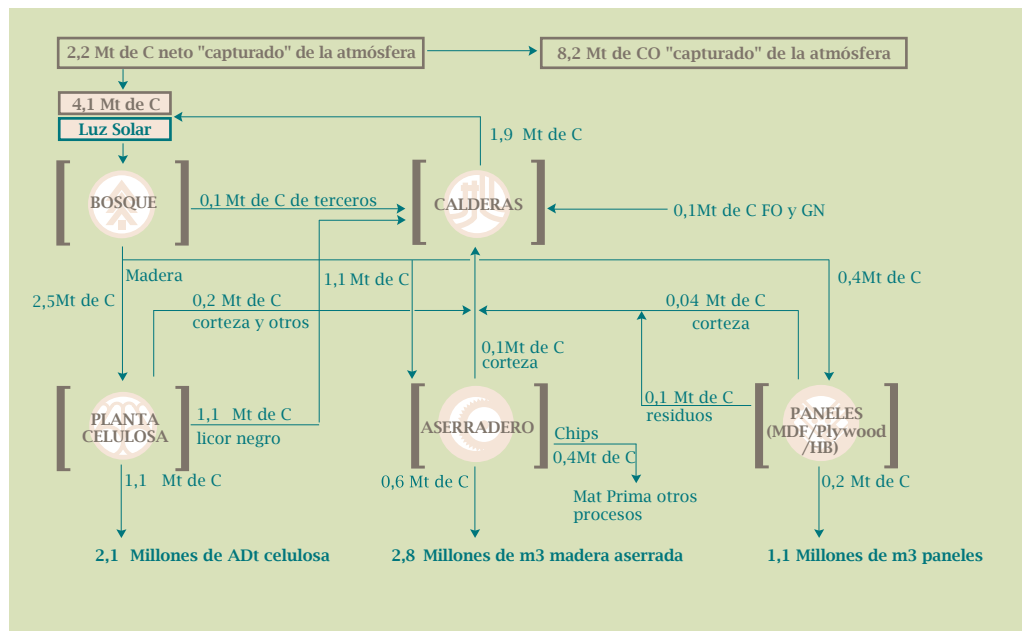 2,2 Mt de C neto "capturado" de la atmósfera
8,2 Mt de CO "capturado" de la atmósfera
4,1 Mt de C
Luz Solar
1,9 Mt de C
BOSQUE
0,1 Mt de C de terceros
CALDERAS
0,1Mt de C FO y GN
Madera
1,1 Mt de C
0,4Mt de C
2,5Mt de C
0,2 Mt de C
corteza y otros
0,04 Mt de C
corteza
0,1Mt de C
corteza
PLANTA
CELULOSA
1,1 Mt de C
licor negro
ASERRADERO
0,1 Mt de C
residuos
PANELES
(MDF/Plywood
/HB)
Chips
0,4Mt de C
1,1 Mt de C
0,6 Mt de C
Mat Prima otros
procesos
0,2 Mt de C
2,1 Millones de ADt celulosa
2,8 Millones de m3 madera aserrada
1,1 Millones de m3 paneles